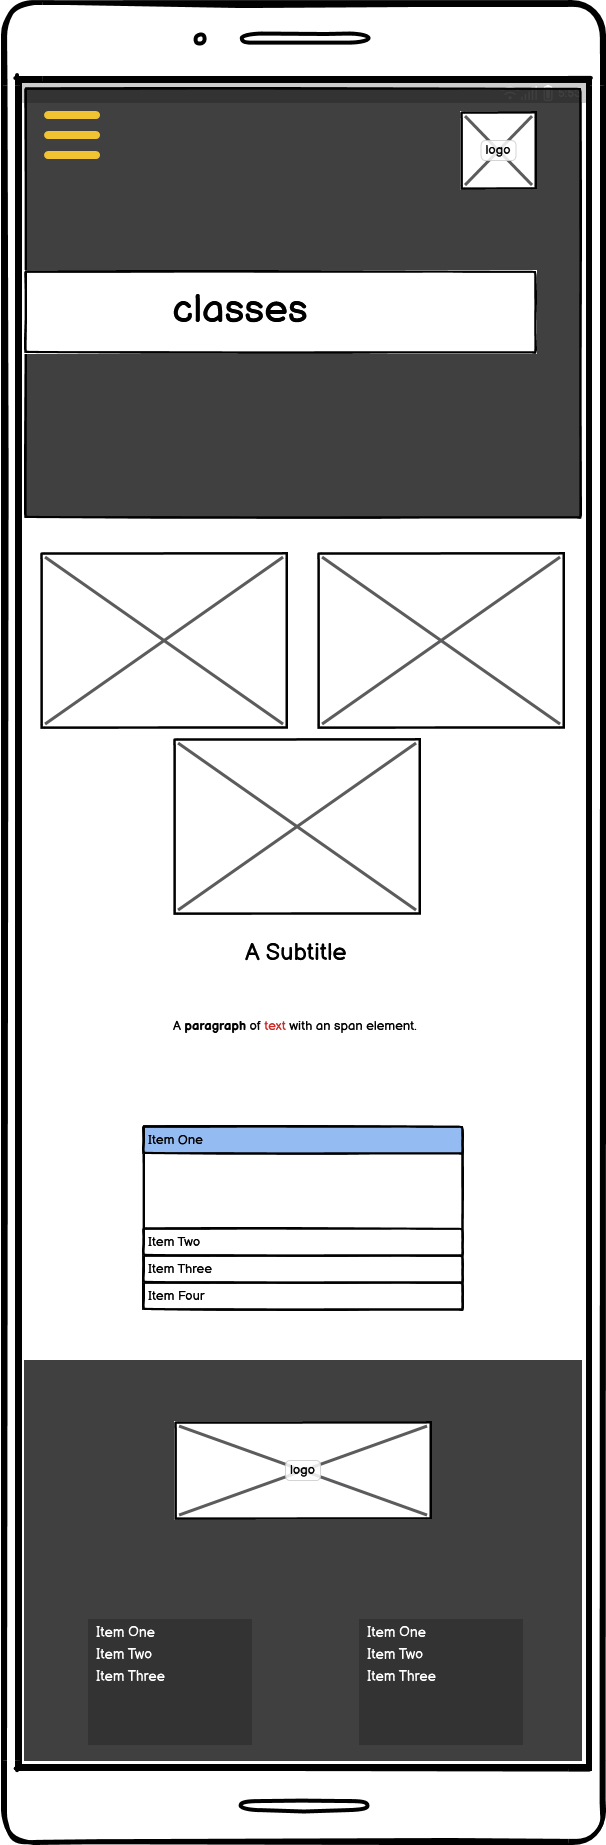 logo
classes
A Subtitle
A paragraph of text with an span element.
Item One
Item Two
Item Three
Item Four
logo
Item One
Item Two
Item Three
Item One
Item Two
Item Three